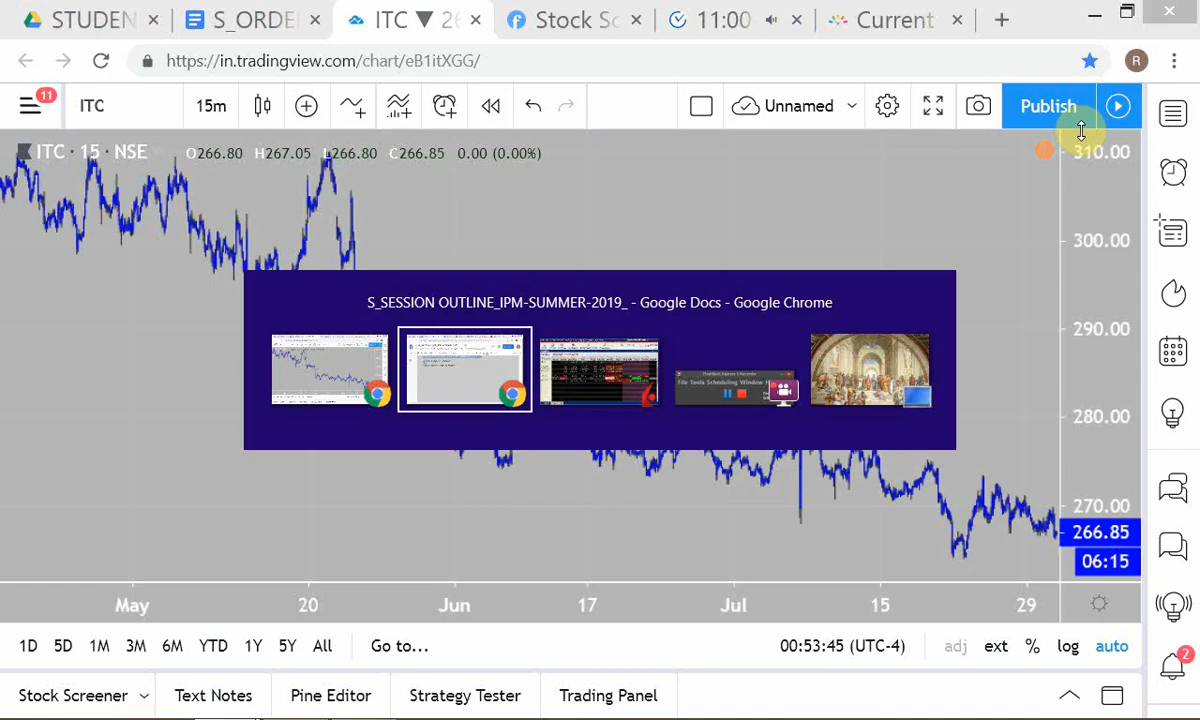 STUDEN
S_ORDE
ITC ▼ 26
Stock Sc
11:00
Current
https://in.tradingview.com/chart/eB1itXGG/
R
11
ITC
15m
Unnamed
Publish
ITC · 15 · NSE
O266.80 H267.05 L266.80 C266.85 0.00 (0.00%)
310.00
300.00
290.00
280.00
270.00
266.85
06:15
S_SESSION OUTLINE_IPM-SUMMER-2019_ - Google Docs - Google Chrome
File Tools Scheduling Window H
May 20 Jun 17 Jul 15 29
1D 5D 1M 3M 6M YTD 1Y 5Y All Go to... 00:53:45 (UTC-4) adj ext % log auto
2
Stock Screener Text Notes Pine Editor Strategy Tester Trading Panel